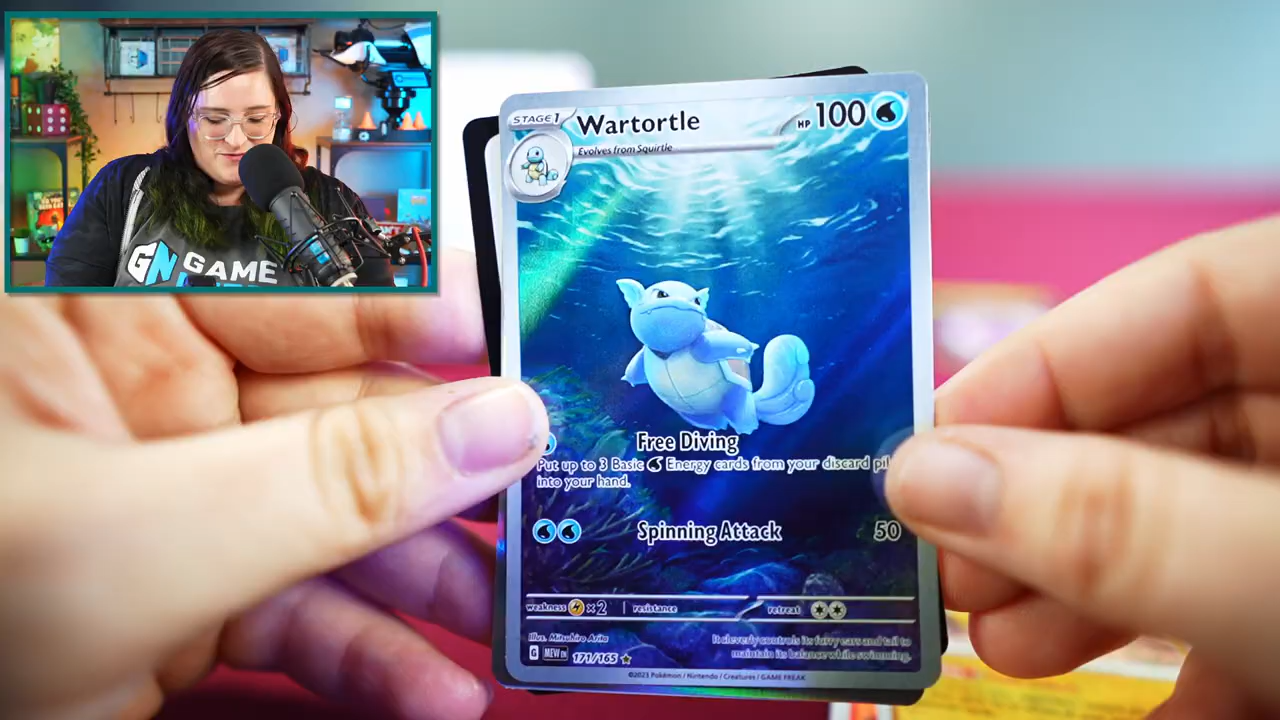 GN GAME
STAGE 1
Wartortle
HP 100
Evolves from Squirtle
Free Diving
Put up to 3 Basic Energy cards from your discard
into your hand.
Spinning Attack 50
weakness ×2 resistance retreat
Illus. Mitsuhiro Arita
It cleverly controls its furry ears and tail to
maintain its balance while swimming.
G MEW EN 171/165
©2023 Pokémon / Nintendo / Creatures / GAME FREAK